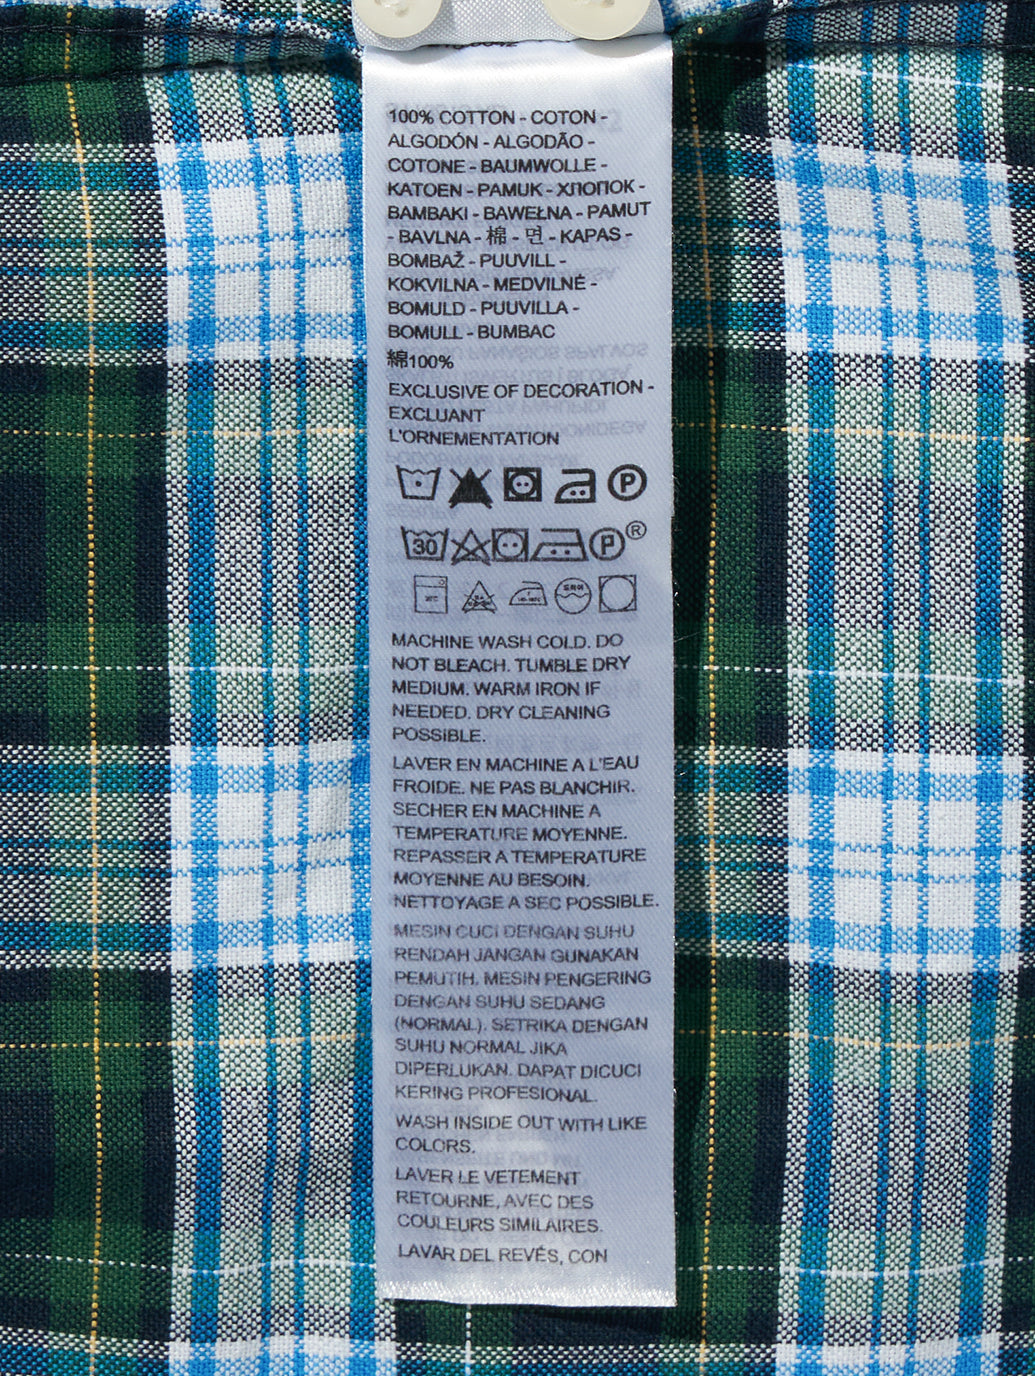 100% COTTON - COTON -
ALGODÓN - ALGODÃO -
COTONE - BAUMWOLLE -
KATOEN - PAMUK - ХЛОПОК -
BAMBAKI - BAWEŁNA - PAMUT
- BAVLNA - 棉 - 면 - KAPAS -
BOMBAŽ - PUUVILL -
KOKVILNA - MEDVILNĖ -
BOMULD - PUUVILLA -
BOMULL - BUMBAC
綿100%
EXCLUSIVE OF DECORATION -
EXCLUANT
L'ORNEMENTATION
P
30 P ®
MACHINE WASH COLD. DO
NOT BLEACH. TUMBLE DRY
MEDIUM. WARM IRON IF
NEEDED. DRY CLEANING
POSSIBLE.
LAVER EN MACHINE A L'EAU
FROIDE. NE PAS BLANCHIR.
SECHER EN MACHINE A
TEMPERATURE MOYENNE.
REPASSER A TEMPERATURE
MOYENNE AU BESOIN.
NETTOYAGE A SEC POSSIBLE.
MESIN CUCI DENGAN SUHU
RENDAH JANGAN GUNAKAN
PEMUTIH. MESIN PENGERING
DENGAN SUHU SEDANG
(NORMAL). SETRIKA DENGAN
SUHU NORMAL JIKA
DIPERLUKAN. DAPAT DICUCI
KERING PROFESIONAL.
WASH INSIDE OUT WITH LIKE
COLORS.
LAVER LE VETEMENT
RETOURNE, AVEC DES
COULEURS SIMILAIRES.
LAVAR DEL REVÉS, CON